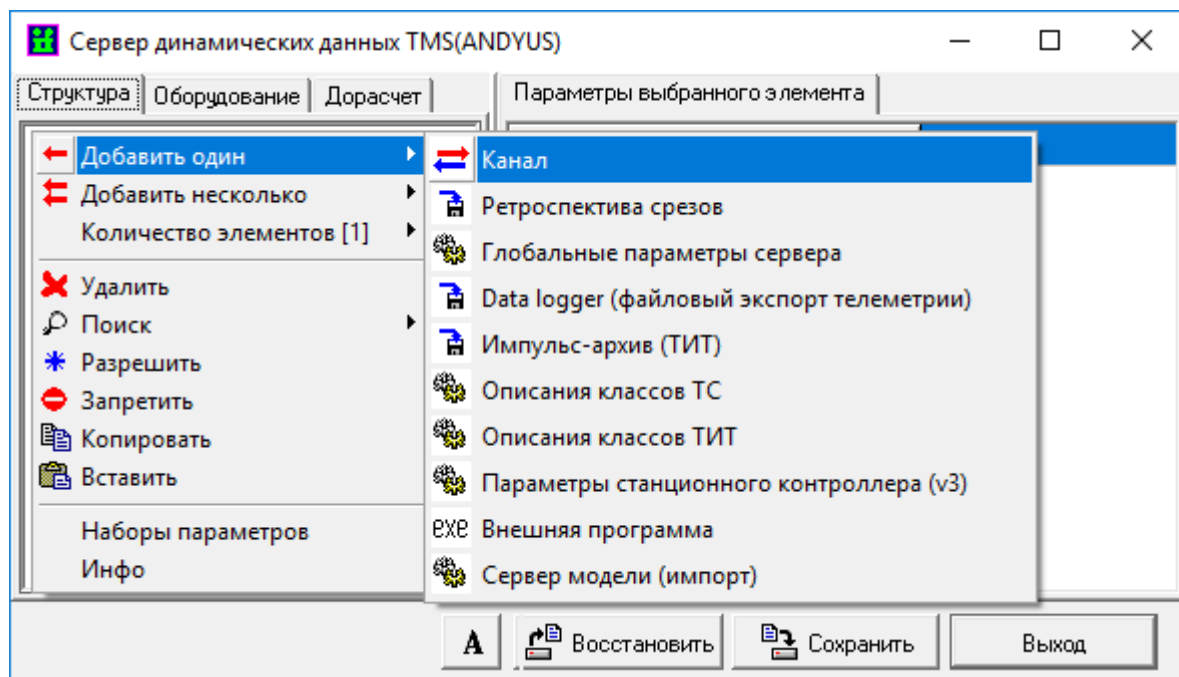 Сервер динамических данных TMS(ANDYUS)
Структура Оборудование Дорасчет Параметры выбранного элемента
Добавить один
Добавить несколько
Количество элементов [1]
Удалить
Поиск
Разрешить
Запретить
Копировать
Вставить
Наборы параметров
Инфо
Канал
Ретроспектива срезов
Глобальные параметры сервера
Data logger (файловый экспорт телеметрии)
Импульс-архив (ТИТ)
Описания классов ТС
Описания классов ТИТ
Параметры станционного контроллера (v3)
exe Внешняя программа
Сервер модели (импорт)
A Восстановить Сохранить Выход